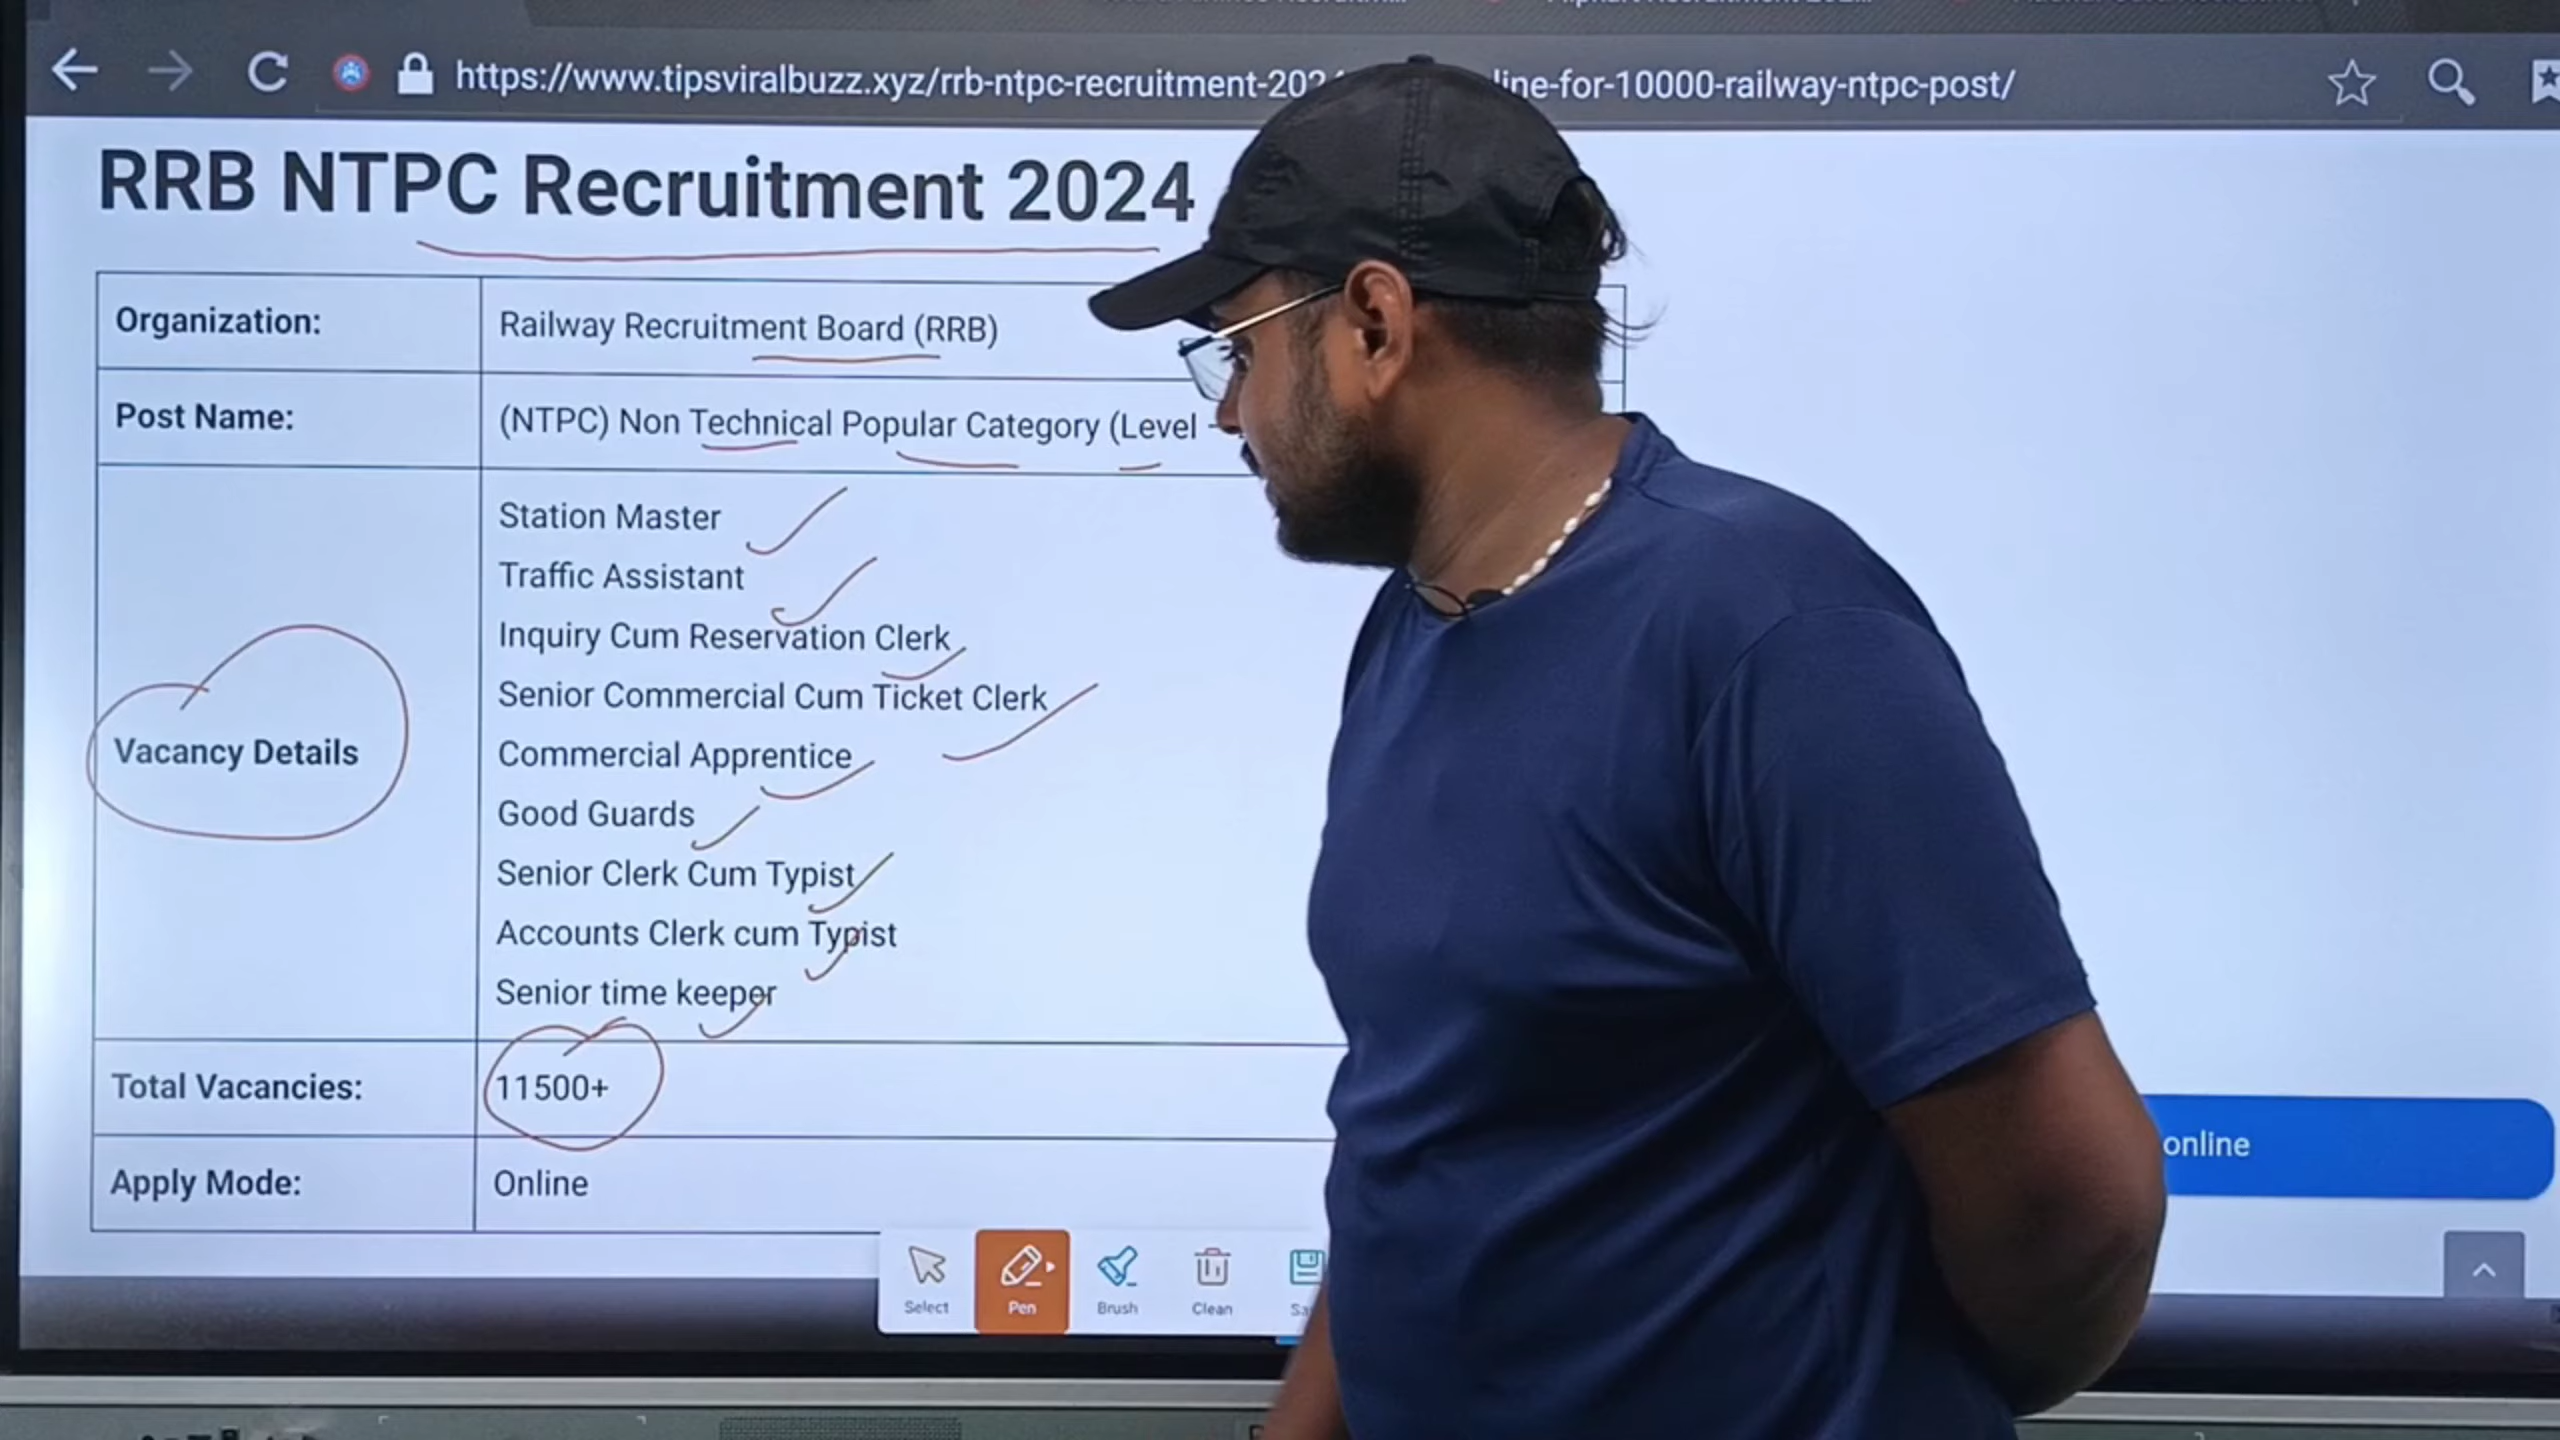 https://www.tipsviralbuzz.xyz/rrb-ntpc-recruitment-202 line-for-10000-railway-ntpc-post/
RRB NTPC Recruitment 2024
Organization: Railway Recruitment Board (RRB)
Post Name: (NTPC) Non Technical Popular Category (Level -
Vacancy Details
Station Master
Traffic Assistant
Inquiry Cum Reservation Clerk
Senior Commercial Cum Ticket Clerk
Commercial Apprentice
Good Guards
Senior Clerk Cum Typist
Accounts Clerk cum Typist
Senior time keeper
Total Vacancies: 11500+
Apply Mode: Online
online
Select Pen Brush Clean